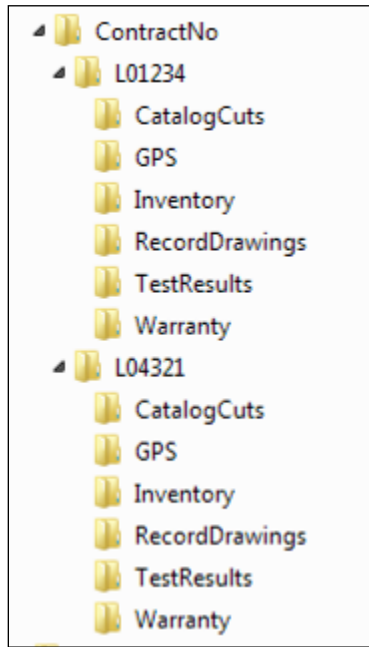 ContractNo
L01234
CatalogCuts
GPS
Inventory
RecordDrawings
TestResults
Warranty
L04321
CatalogCuts
GPS
Inventory
RecordDrawings
TestResults
Warranty